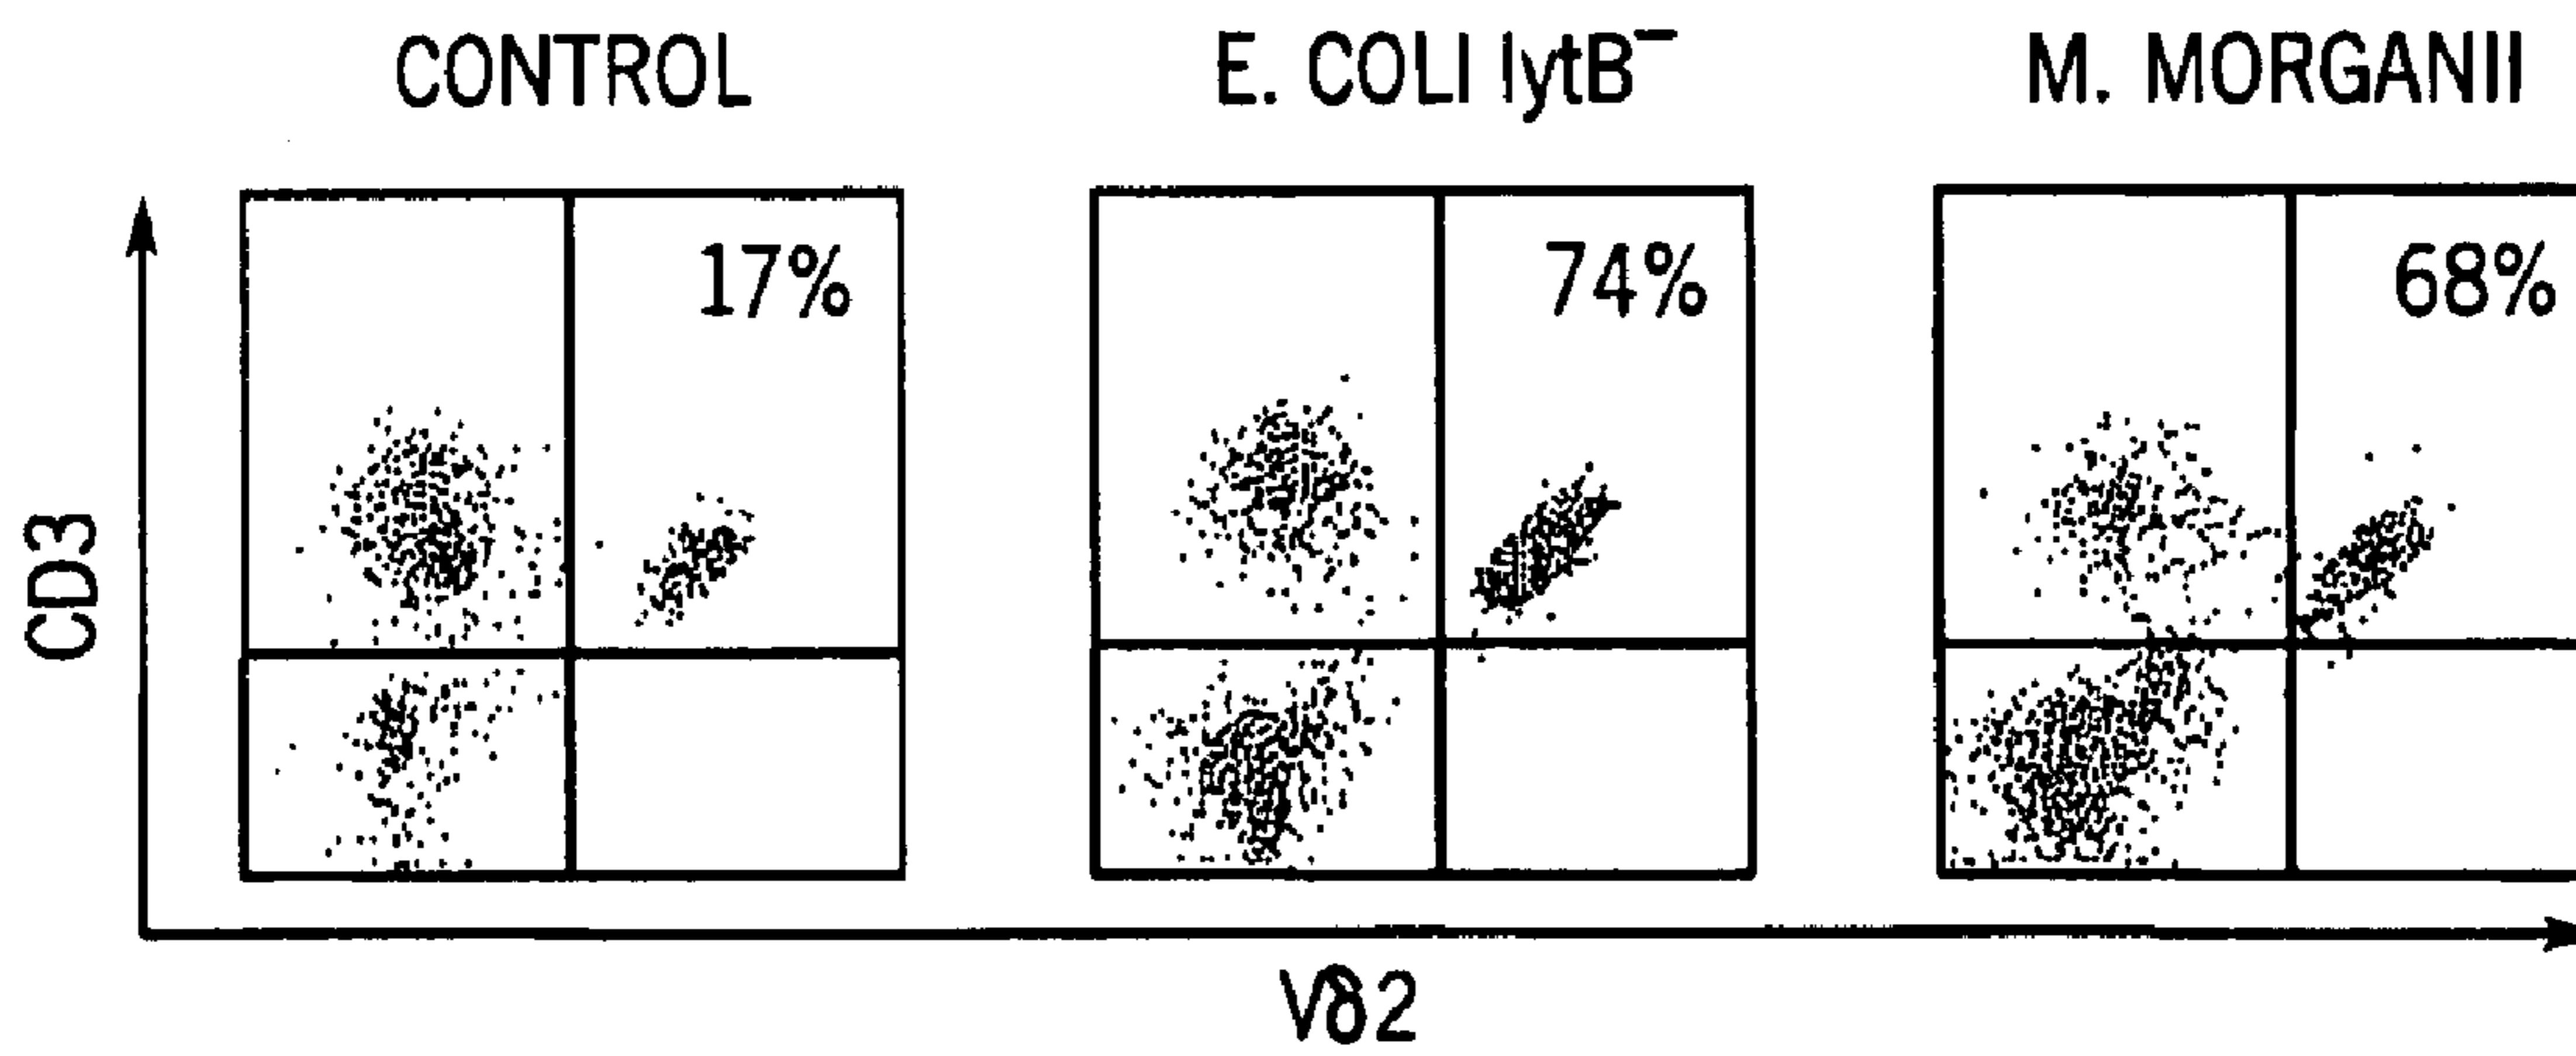 CONTROL
E. COLI lytB⁻
M. MORGANII
17%
74%
68%
CD3
Vδ2